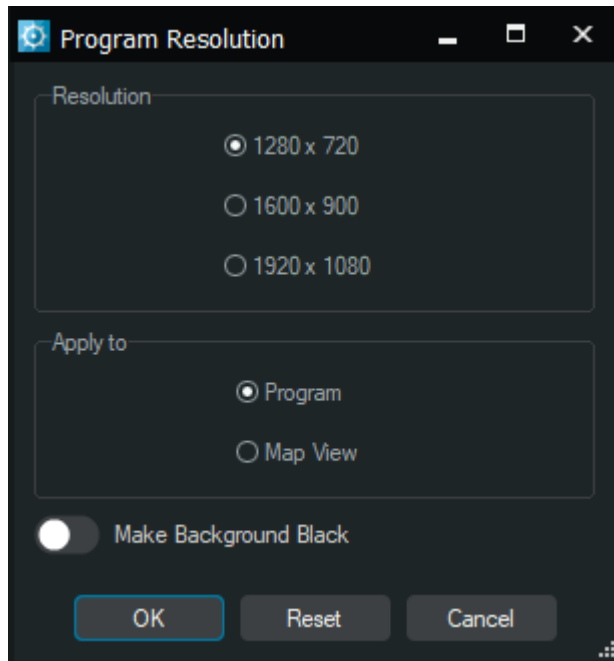 Program Resolution
Resolution
1280 x 720
1600 x 900
1920 x 1080
Apply to
Program
Map View
Make Background Black
OK Reset Cancel